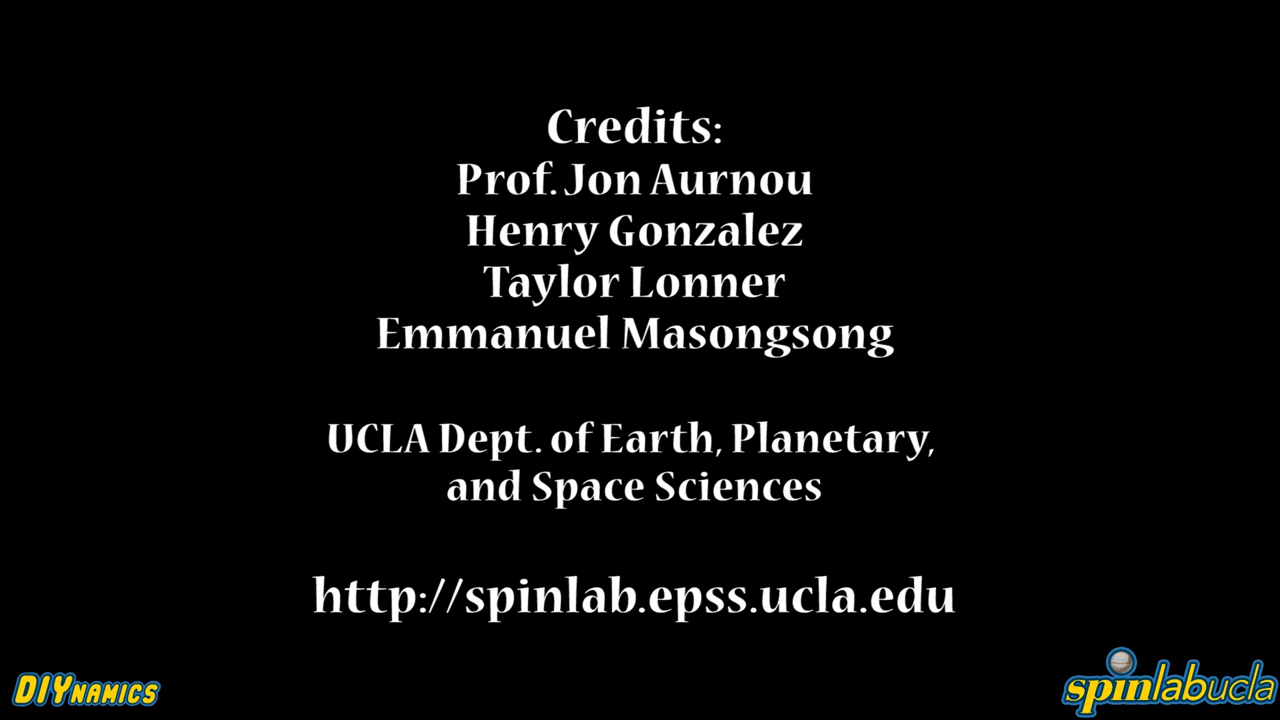 Credits:
Prof. Jon Aurnou
Henry Gonzalez
Taylor Lonner
Emmanuel Masongsong
UCLA Dept. of Earth, Planetary,
and Space Sciences
http://spinlab.epss.ucla.edu
DIYNAMICS
spinlabucla